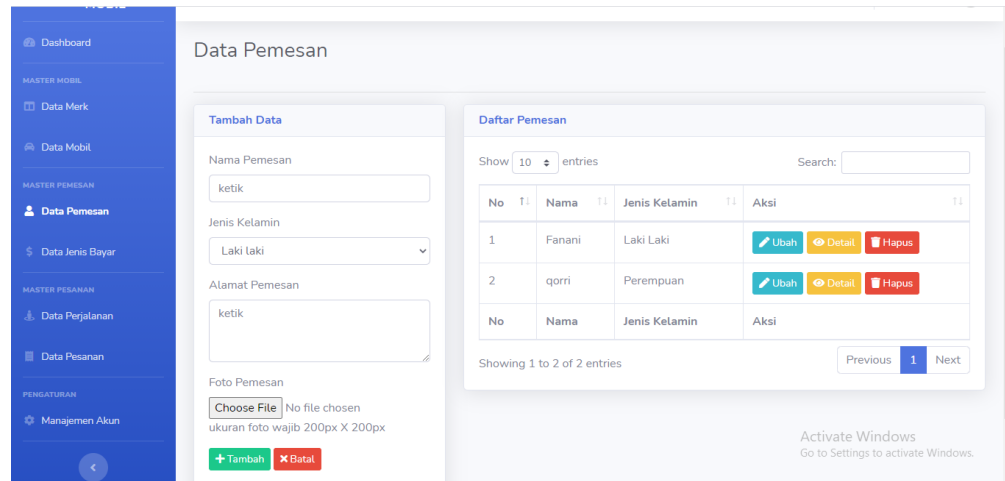 Dashboard
MASTER MOBIL
Data Merk
Data Mobil
MASTER PEMESAN
Data Pemesan
Data Jenis Bayar
MASTER PESANAN
Data Perjalanan
Data Pesanan
PENGATURAN
Manajemen Akun
Data Pemesan
Tambah Data
Nama Pemesan
ketik
Jenis Kelamin
Laki laki
Alamat Pemesan
ketik
Foto Pemesan
Choose File No file chosen
ukuran foto wajib 200px X 200px
Tambah Batal
Daftar Pemesan
Show 10 entries Search:
No Nama Jenis Kelamin Aksi
1 Fanani Laki Laki Ubah Detail Hapus
2 qorri Perempuan Ubah Detail Hapus
No Nama Jenis Kelamin Aksi
Showing 1 to 2 of 2 entries Previous 1 Next
Activate Windows
Go to Settings to activate Windows.